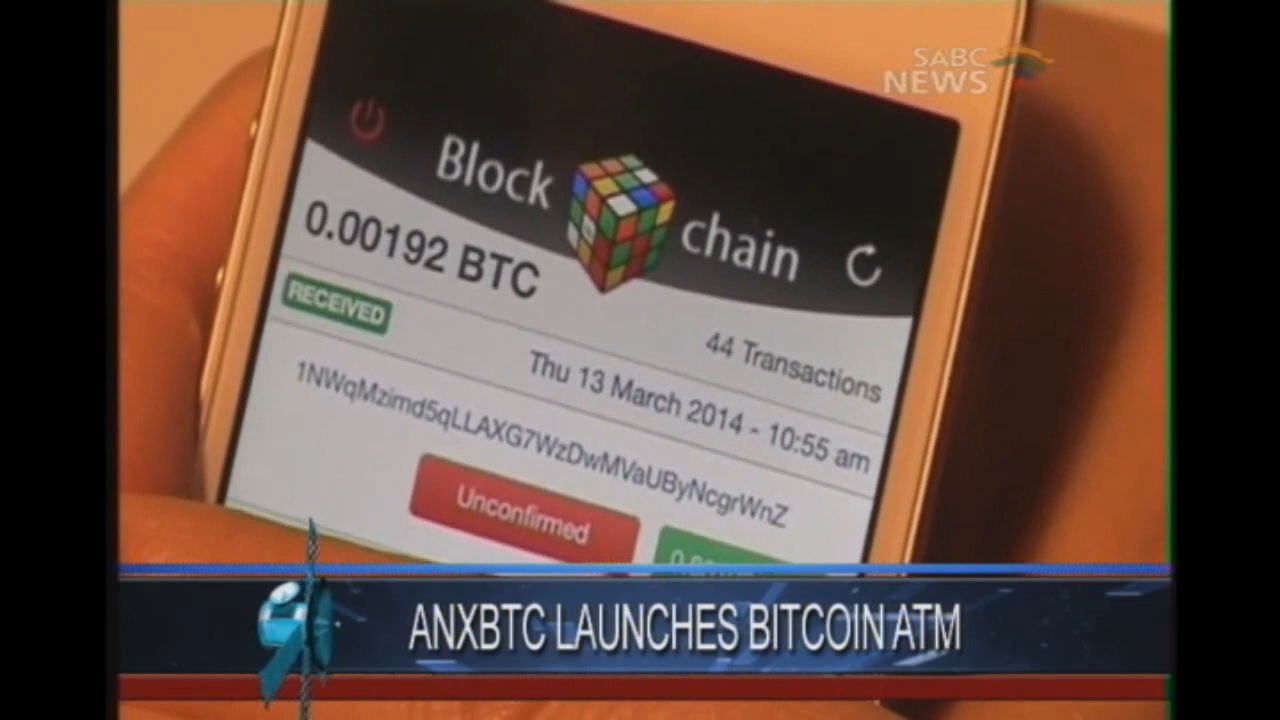 SABC
NEWS
Block chain
0.00192 BTC
44 Transactions
RECEIVED
Thu 13 March 2014 - 10:55 am
1NWqMzimd5qLLAXG7WzDwMVaUByNcgrWnZ
Unconfirmed
ANXBTC LAUNCHES BITCOIN ATM